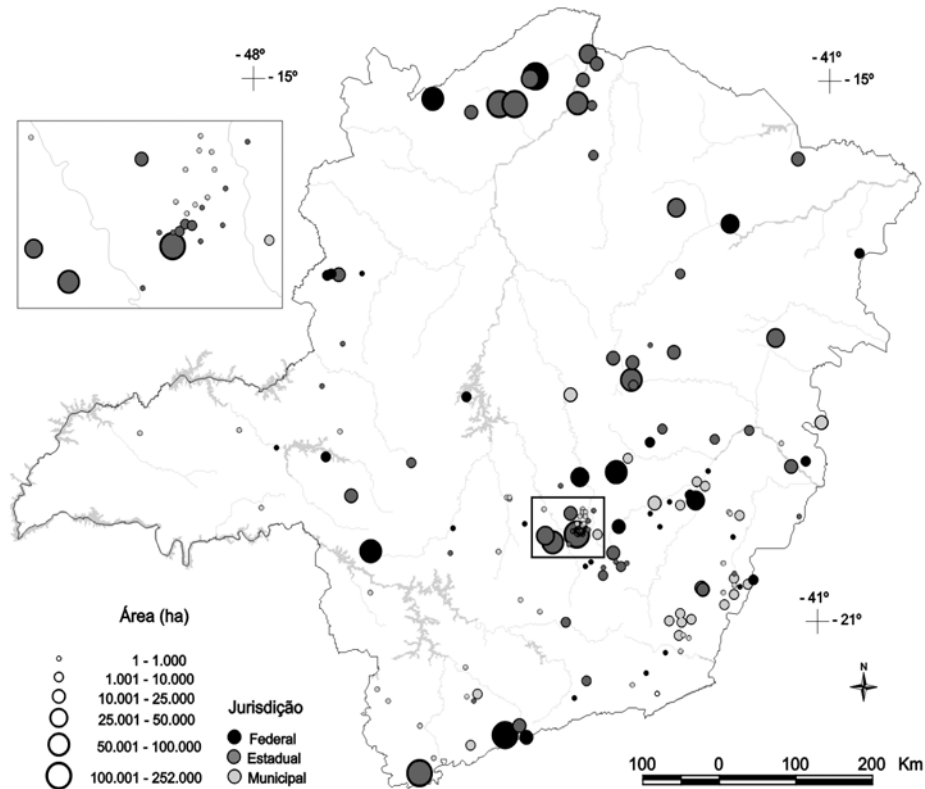 - 48º
- 15º
- 41º
- 15º
- 41º
- 21º
Área (ha)
1 - 1.000
1.001 - 10.000
10.001 - 25.000
25.001 - 50.000
50.001 - 100.000
100.001 - 252.000
Jurisdição
Federal
Estadual
Municipal
N
100 0 100 200 Km